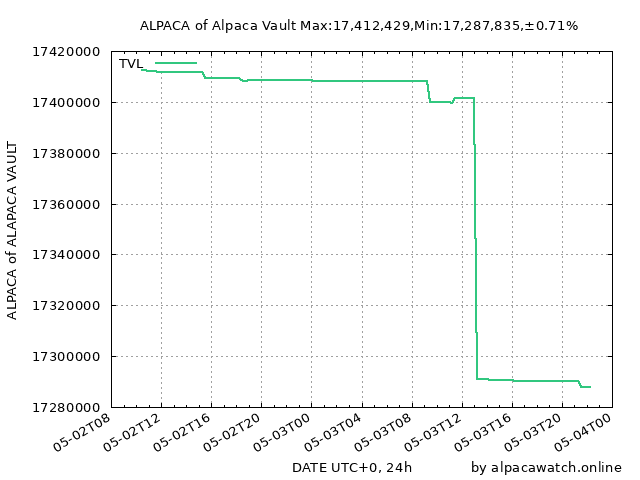 ALPACA of Alpaca Vault Max:17,412,429,Min:17,287,835,±0.71%
TVL
17420000
17400000
17380000
17360000
17340000
17320000
17300000
17280000
ALPACA of ALAPACA VAULT
05-02T08
05-02T12
05-02T16
05-02T20
05-03T00
05-03T04
05-03T08
05-03T12
05-03T16
05-03T20
05-04T00
DATE UTC+0, 24h
by alpacawatch.online